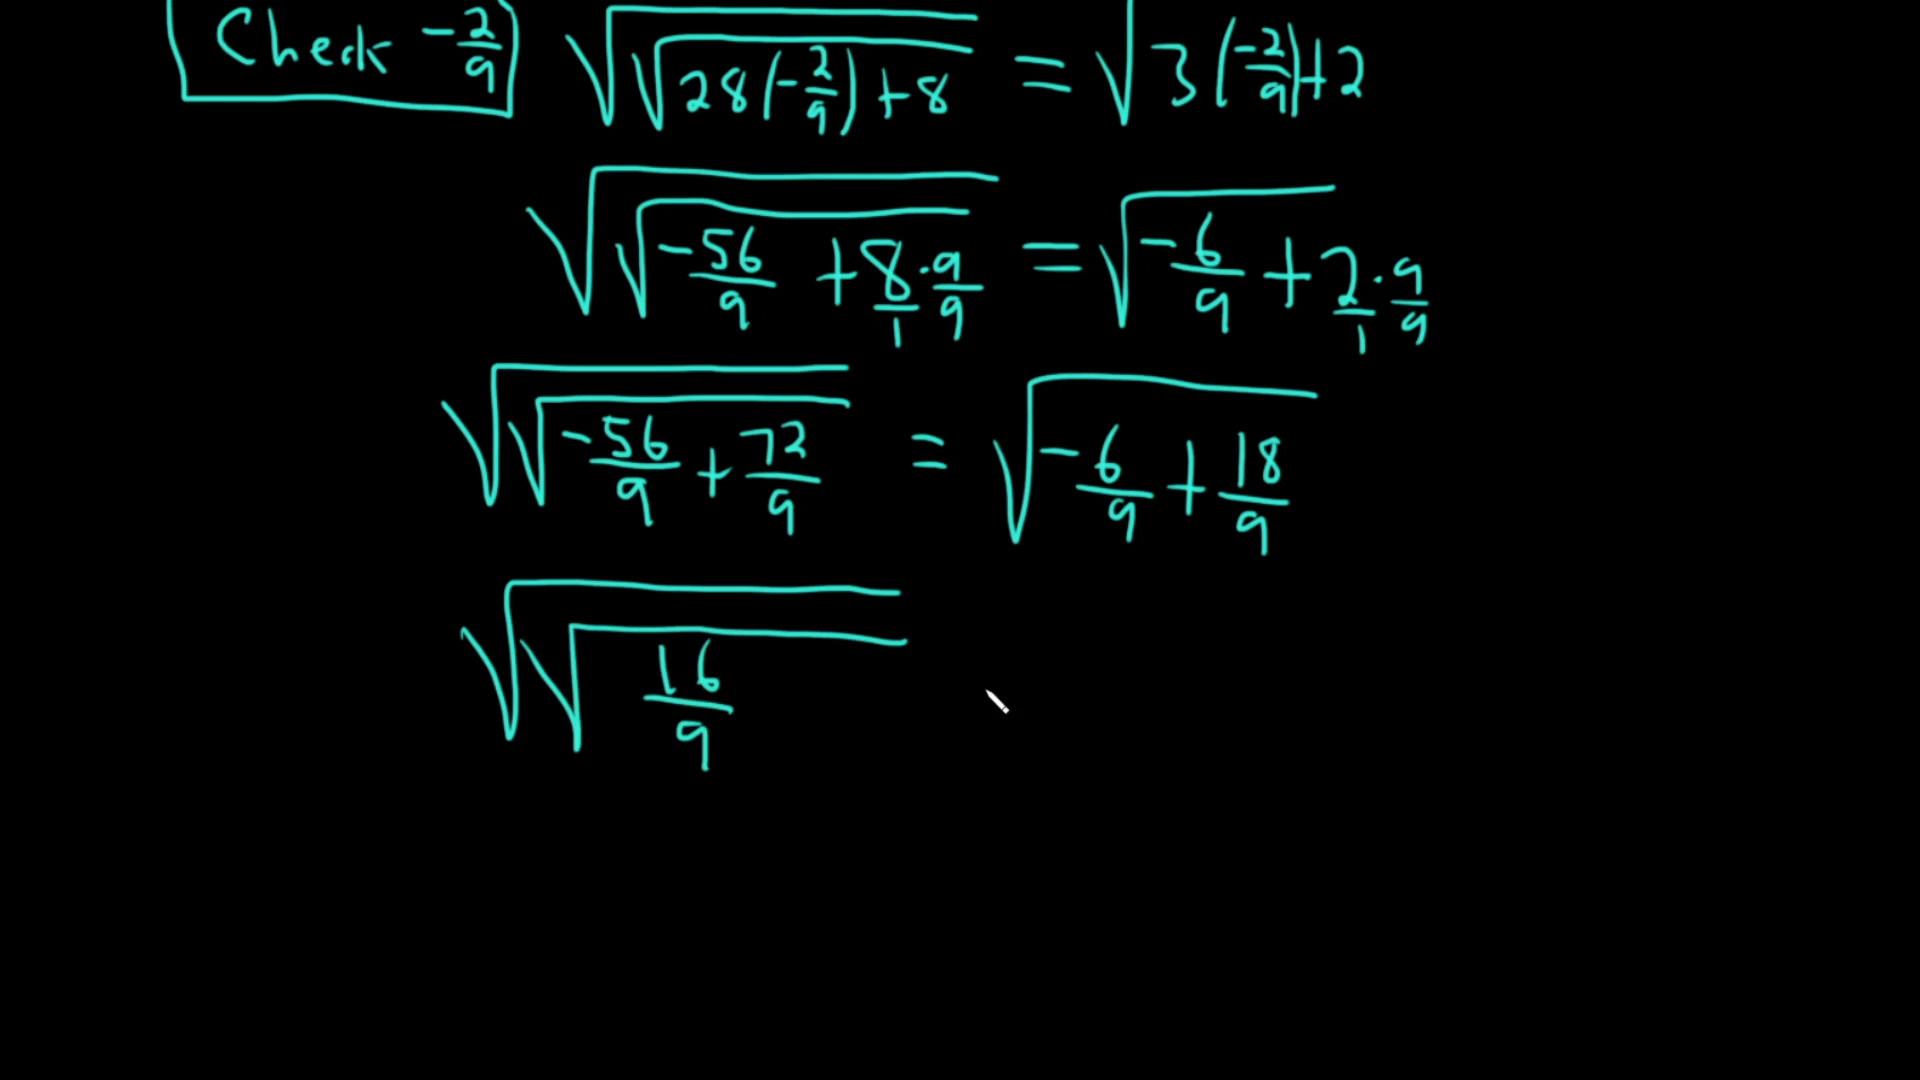 Check -2/9 √√28(-2/9)+8 = √3(-2/9)+2
√√-56/9 + 8/1·9/9 = √-6/9 + 2/1·9/9
√√-56/9 + 72/9 = √-6/9 + 18/9
√√16/9